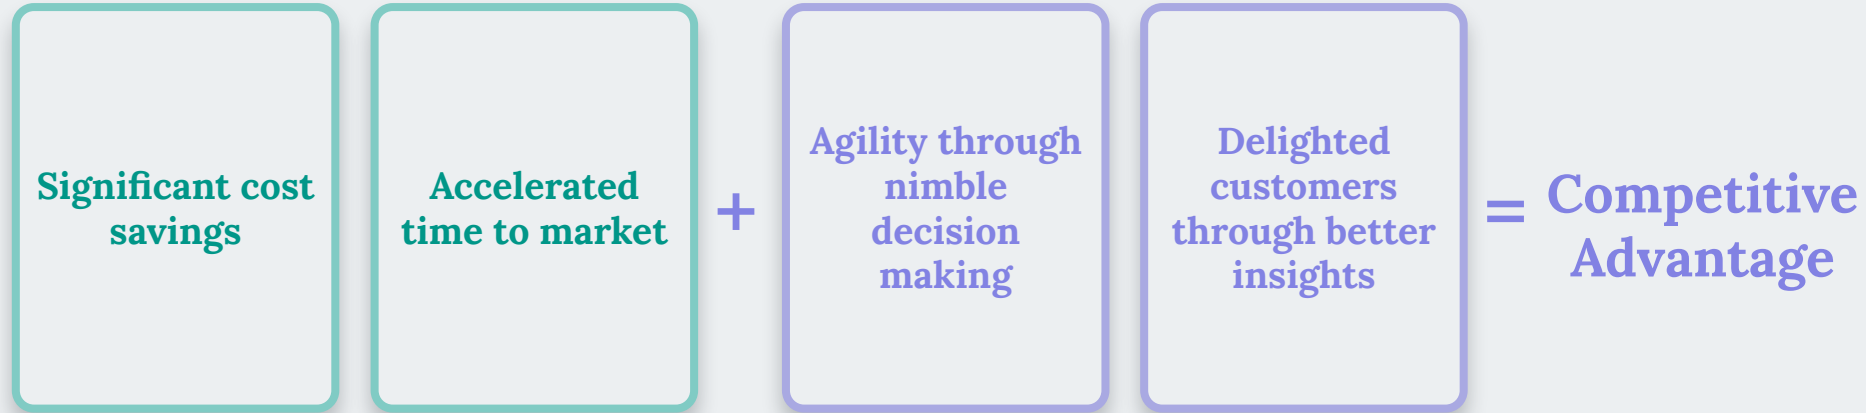 Significant cost
savings
Accelerated
time to market
+
Agility through
nimble
decision
making
Delighted
customers
through better
insights
=
Competitive
Advantage